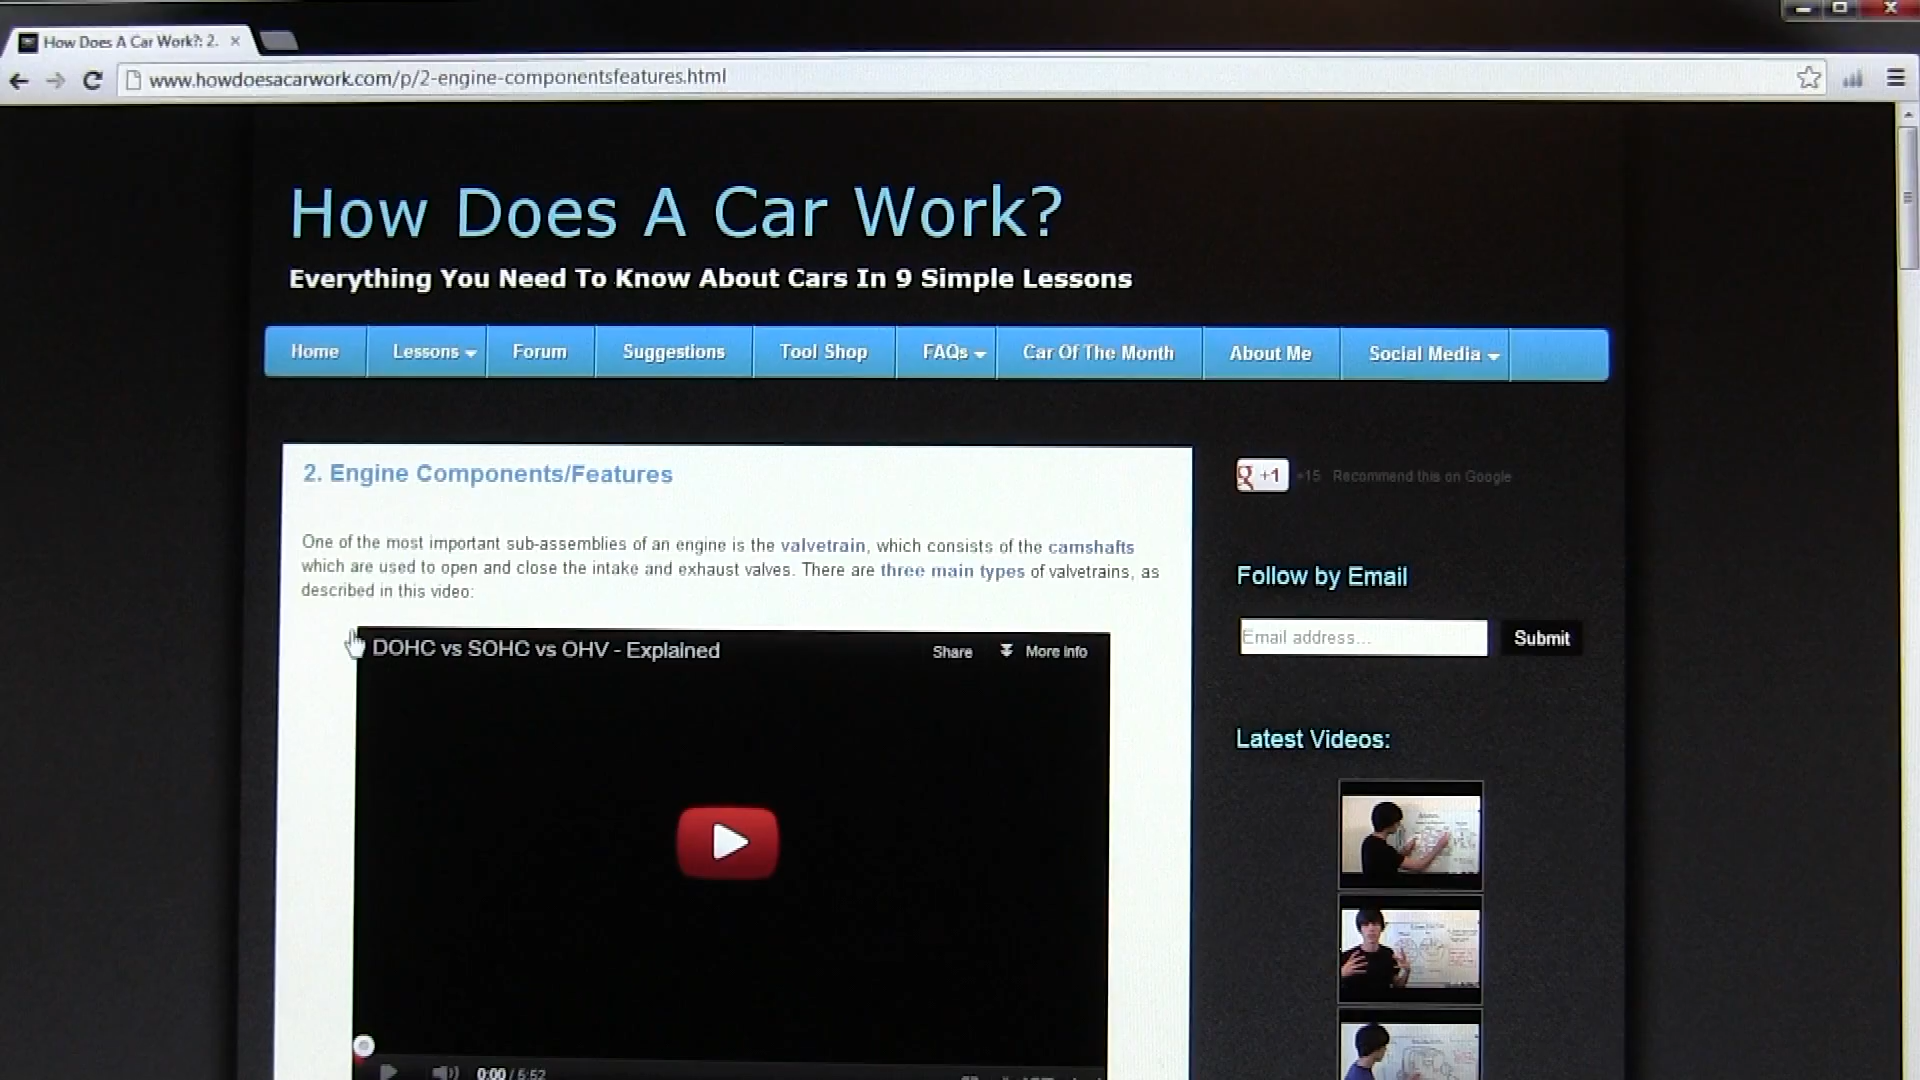 How Does A Car Work?: 2.
www.howdoesacarwork.com/p/2-engine-componentsfeatures.html
How Does A Car Work?
Everything You Need To Know About Cars In 9 Simple Lessons
Home Lessons Forum Suggestions Tool Shop FAQs Car Of The Month About Me Social Media
2. Engine Components/Features
+1 +15 Recommend this on Google
One of the most important sub-assemblies of an engine is the valvetrain, which consists of the camshafts
which are used to open and close the intake and exhaust valves. There are three main types of valvetrains, as
described in this video:
Follow by Email
Email address...
Submit
DOHC vs SOHC vs OHV - Explained
Share More info
Latest Videos:
0:00 / 5:52